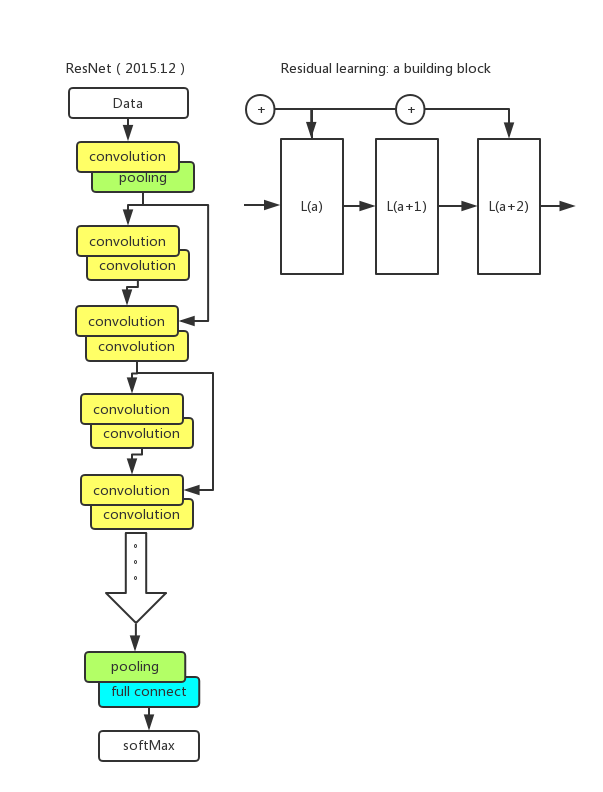 ResNet ( 2015.12 )
Data
convolution
pooling
convolution
convolution
convolution
convolution
convolution
convolution
convolution
convolution
pooling
full connect
softMax
Residual learning: a building block
+ +
L(a) L(a+1) L(a+2)